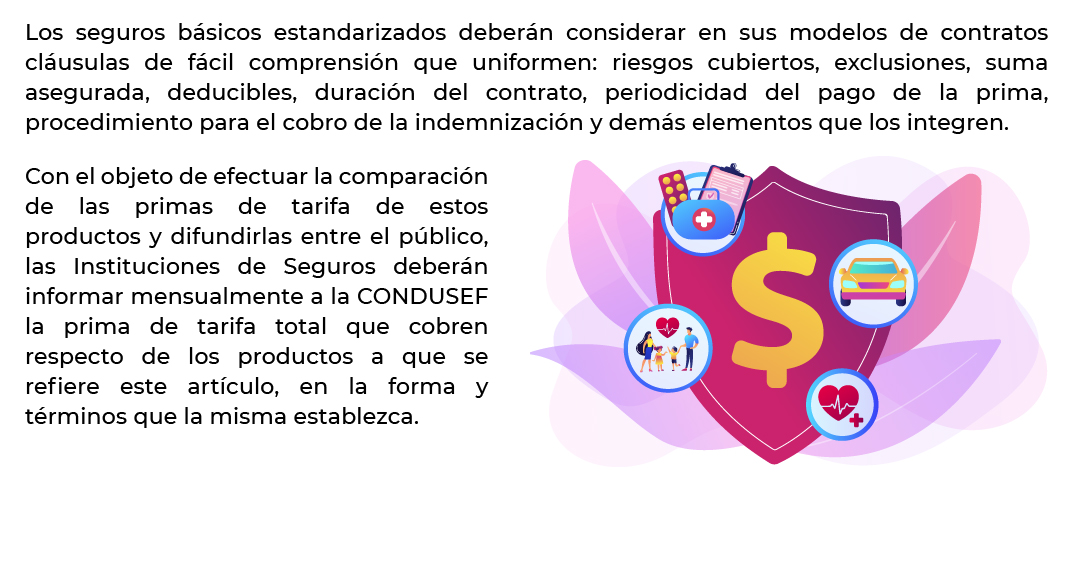 Los seguros básicos estandarizados deberán considerar en sus modelos de contratos
cláusulas de fácil comprensión que uniformen: riesgos cubiertos, exclusiones, suma
asegurada, deducibles, duración del contrato, periodicidad del pago de la prima,
procedimiento para el cobro de la indemnización y demás elementos que los integren.
Con el objeto de efectuar la comparación
de las primas de tarifa de estos
productos y difundirlas entre el público,
las Instituciones de Seguros deberán
informar mensualmente a la CONDUSEF
la prima de tarifa total que cobren
respecto de los productos a que se
refiere este artículo, en la forma y
términos que la misma establezca.
$